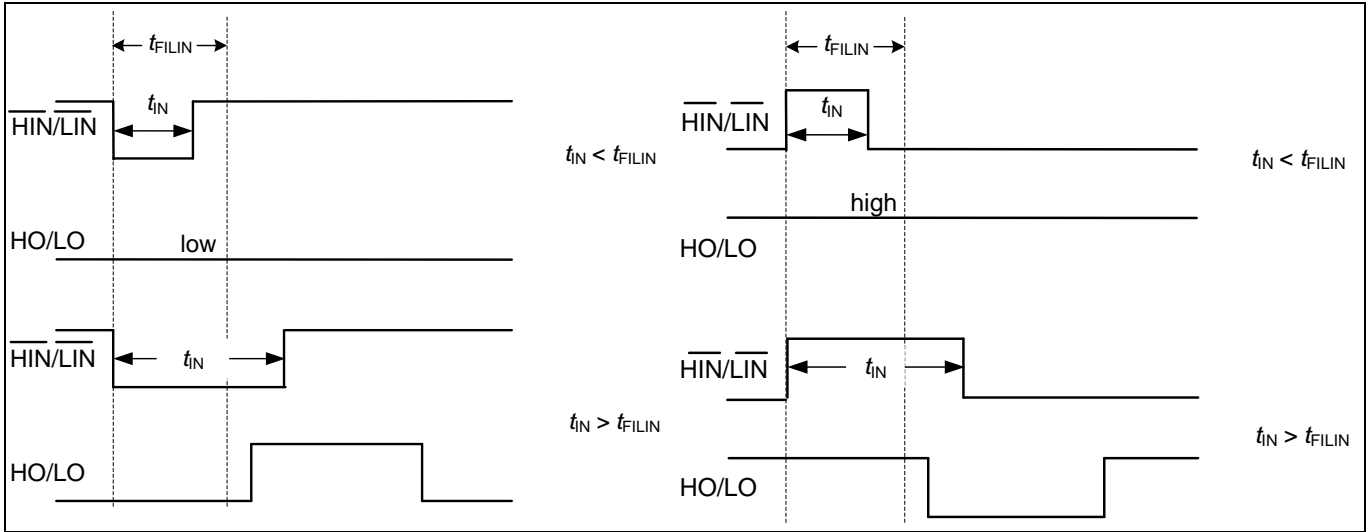 tFILIN
tIN
HIN/LIN
tIN < tFILIN
HO/LO
low
HIN/LIN
tIN
tIN > tFILIN
HO/LO
tFILIN
tIN
HIN/LIN
tIN < tFILIN
high
HO/LO
HIN/LIN
tIN
tIN > tFILIN
HO/LO